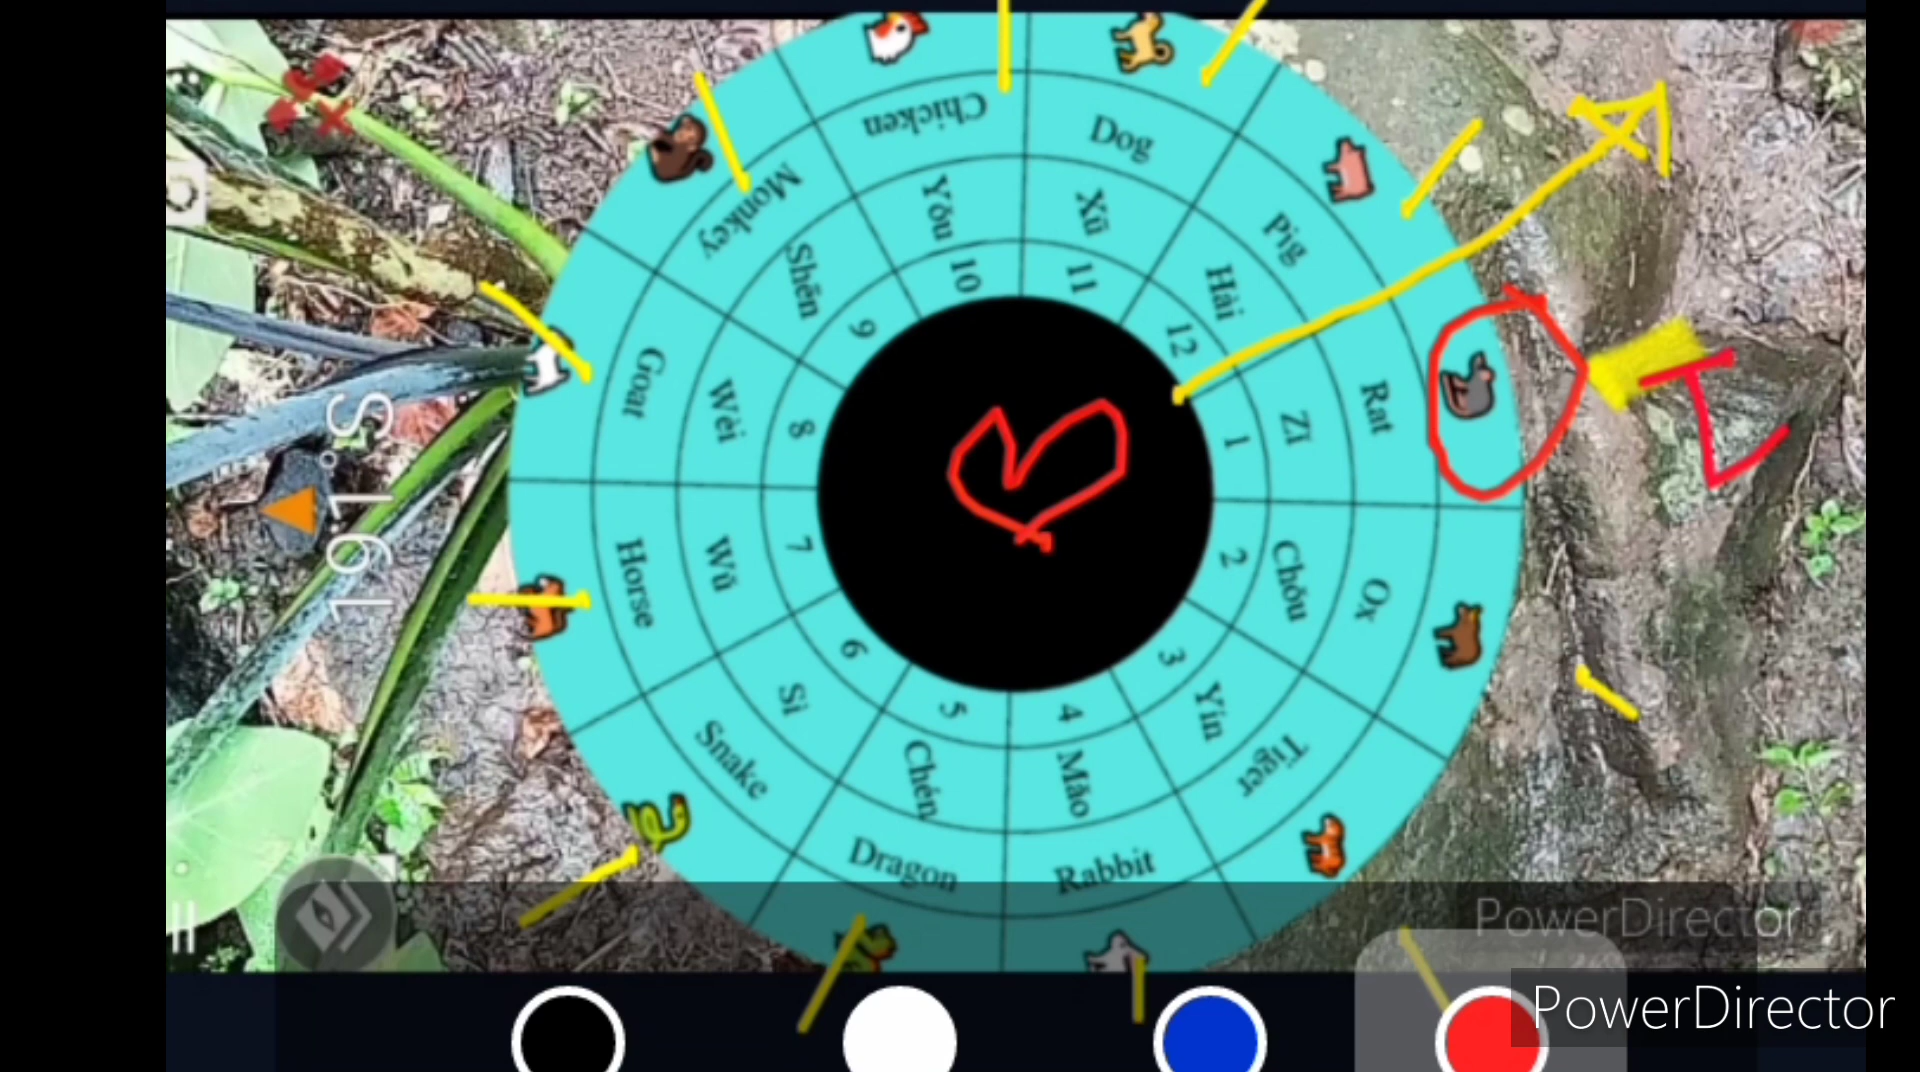 Chicken
Dog
Pig
Rat
Ox
Tiger
Rabbit
Dragon
Snake
Horse
Goat
Monkey
Yǒu
Xū
Hài
Zǐ
Chǒu
Yín
Mǎo
Chén
Sì
Wǔ
Wèi
Shēn
10
11
12
1
2
3
4
5
6
7
8
9
19.1 S
PowerDirector
PowerDirector